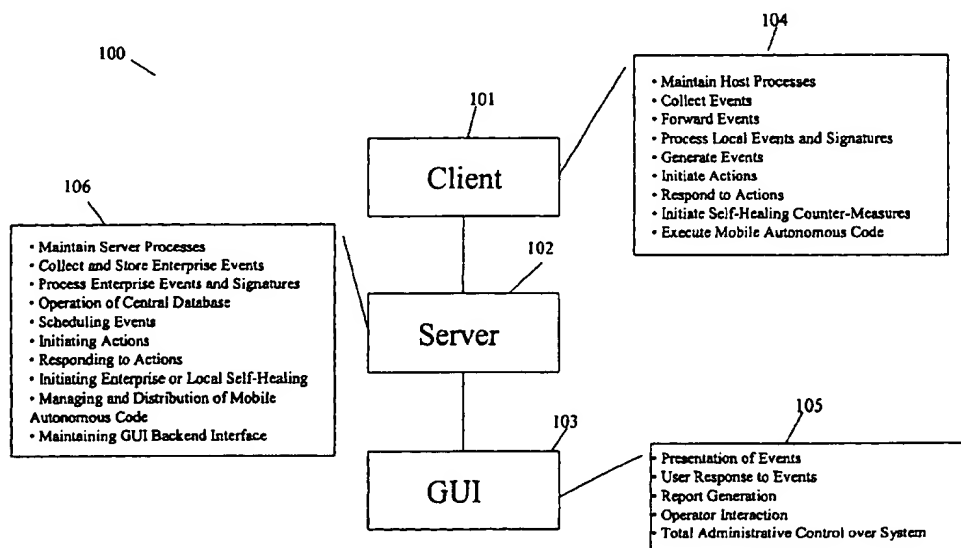 100
104
• Maintain Host Processes
• Collect Events
• Forward Events
• Process Local Events and Signatures
• Generate Events
• Initiate Actions
• Respond to Actions
• Initiate Self-Healing Counter-Measures
• Execute Mobile Autonomous Code
101
Client
106
• Maintain Server Processes
• Collect and Store Enterprise Events
• Process Enterprise Events and Signatures
• Operation of Central Database
• Scheduling Events
• Initiating Actions
• Responding to Actions
• Initiating Enterprise or Local Self-Healing
• Managing and Distribution of Mobile
Autonomous Code
• Maintaining GUI Backend Interface
102
Server
103
GUI
105
• Presentation of Events
• User Response to Events
• Report Generation
• Operator Interaction
• Total Administrative Control over System